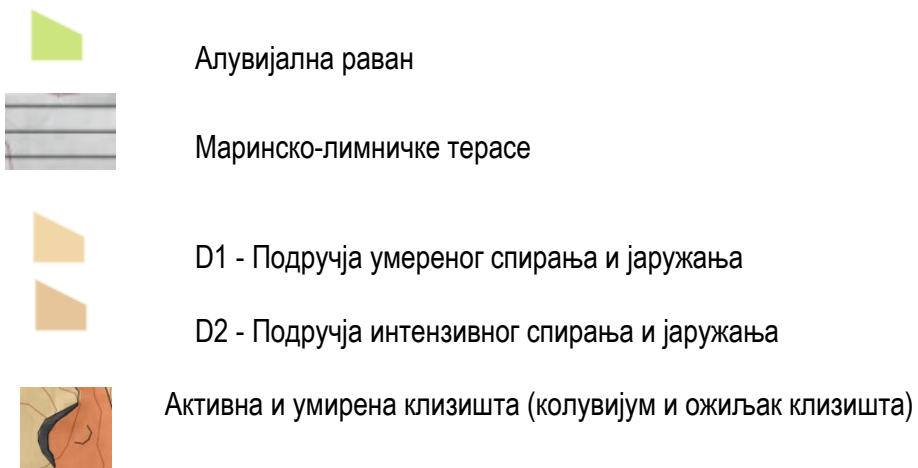 Алувијална раван
Маринско-лимничке терасе
D1 - Подручја умереног спирања и јаружања
D2 - Подручја интензивног спирања и јаружања
Активна и умирена клизишта (колувијум и ожиљак клизишта)